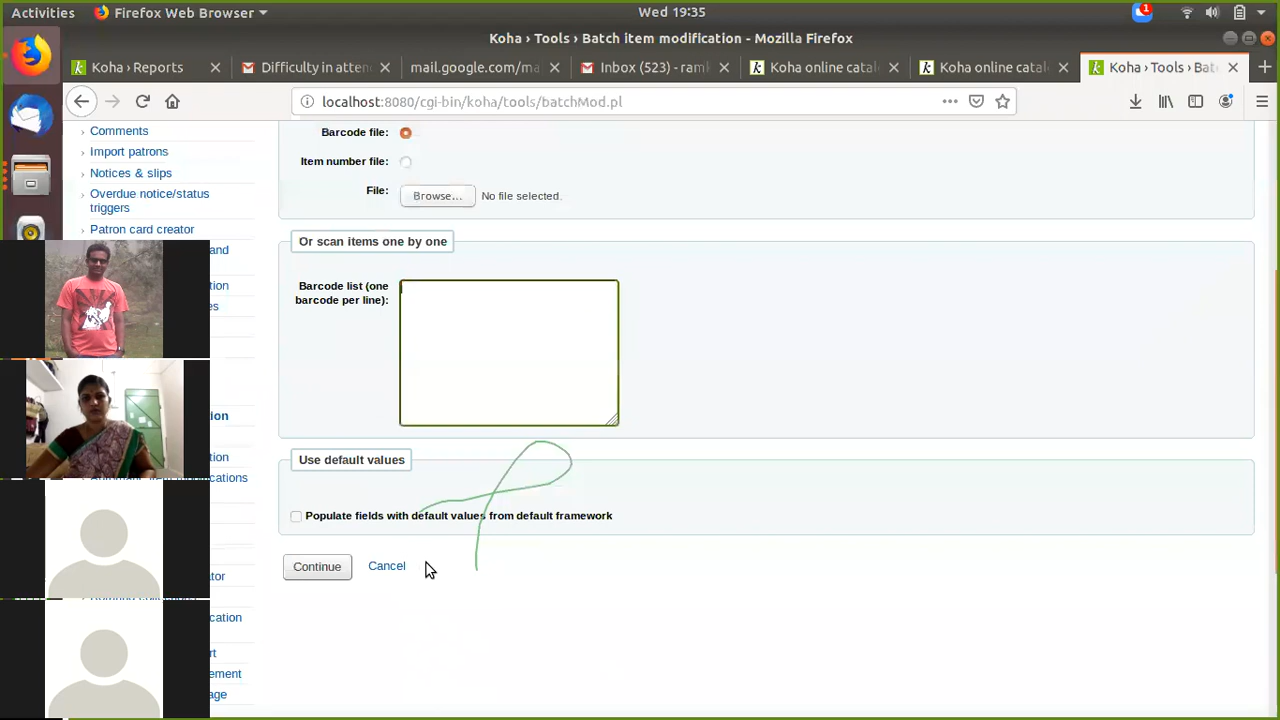 Activities Firefox Web Browser Wed 19:35 1
Koha › Tools › Batch item modification - Mozilla Firefox
Koha › Reports Difficulty in atten mail.google.com/ma Inbox (523) - raml Koha online catal Koha online catal Koha › Tools › Batc
localhost:8080/cgi-bin/koha/tools/batchMod.pl
Comments
Import patrons
Notices & slips
Overdue notice/status
triggers
Patron card creator
Barcode file:
Item number file:
File: Browse... No file selected.
Or scan items one by one
Barcode list (one
barcode per line):
Use default values
Populate fields with default values from default framework
Continue Cancel